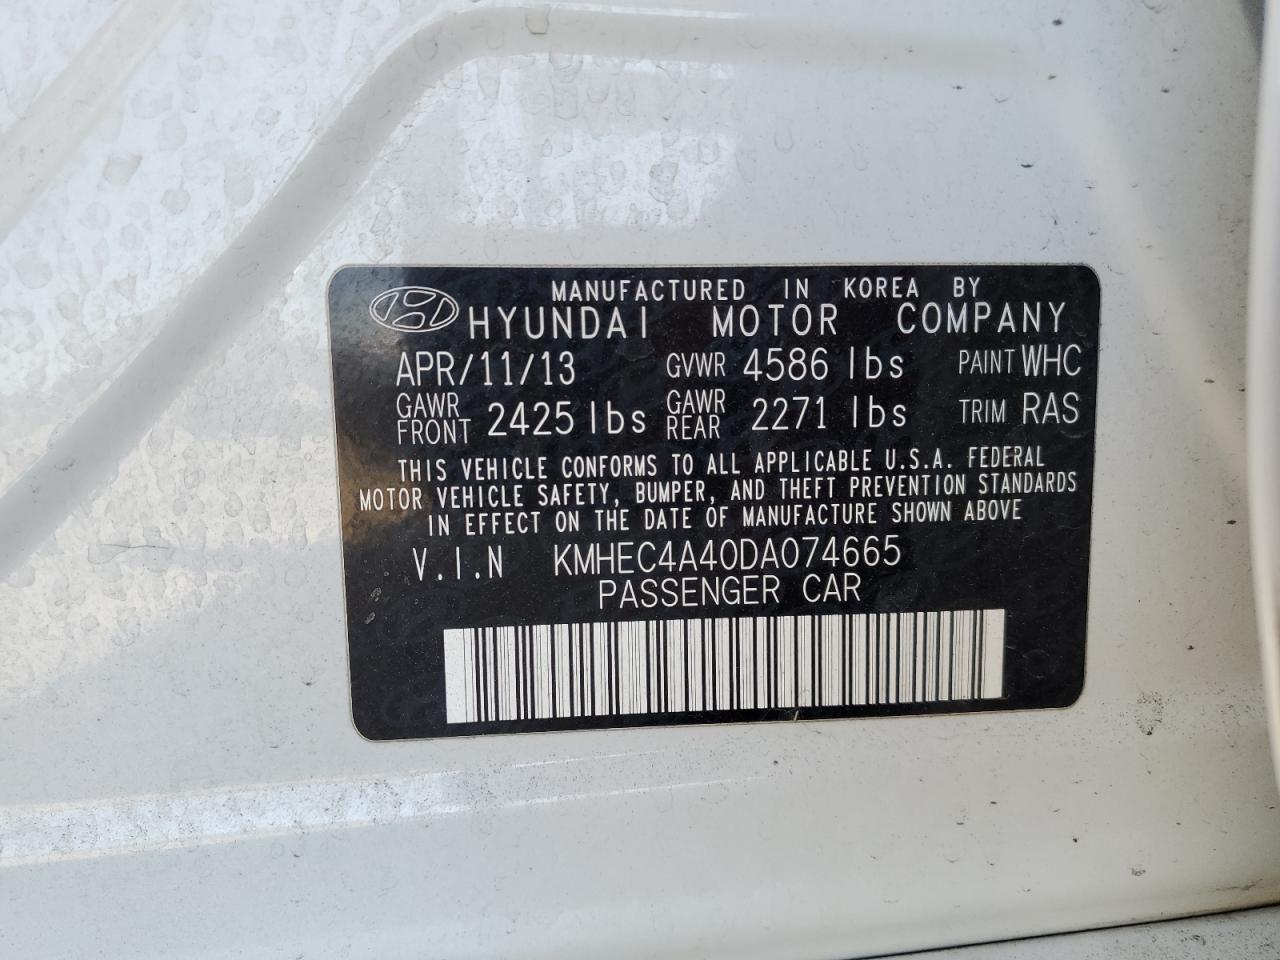 MANUFACTURED IN KOREA BY
HYUNDAI MOTOR COMPANY
APR/11/13 GVWR 4586 lbs PAINT WHC
GAWR FRONT 2425 lbs GAWR REAR 2271 lbs TRIM RAS
THIS VEHICLE CONFORMS TO ALL APPLICABLE U.S.A. FEDERAL
MOTOR VEHICLE SAFETY, BUMPER, AND THEFT PREVENTION STANDARDS
IN EFFECT ON THE DATE OF MANUFACTURE SHOWN ABOVE
V.I.N KMHEC4A40DA074665
PASSENGER CAR